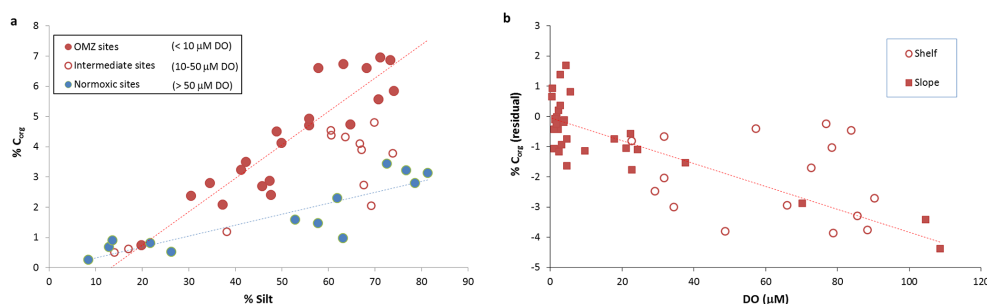 a
8
7
6
5
4
3
2
1
0
% Corg
OMZ sites (< 10 µM DO)
Intermediate sites (10-50 µM DO)
Normoxic sites (> 50 µM DO)
0 10 20 30 40 50 60 70 80 90
% Silt
b
3
2
1
0
-1
-2
-3
-4
-5
% Corg (residual)
Shelf
Slope
0 20 40 60 80 100 120
DO (µM)